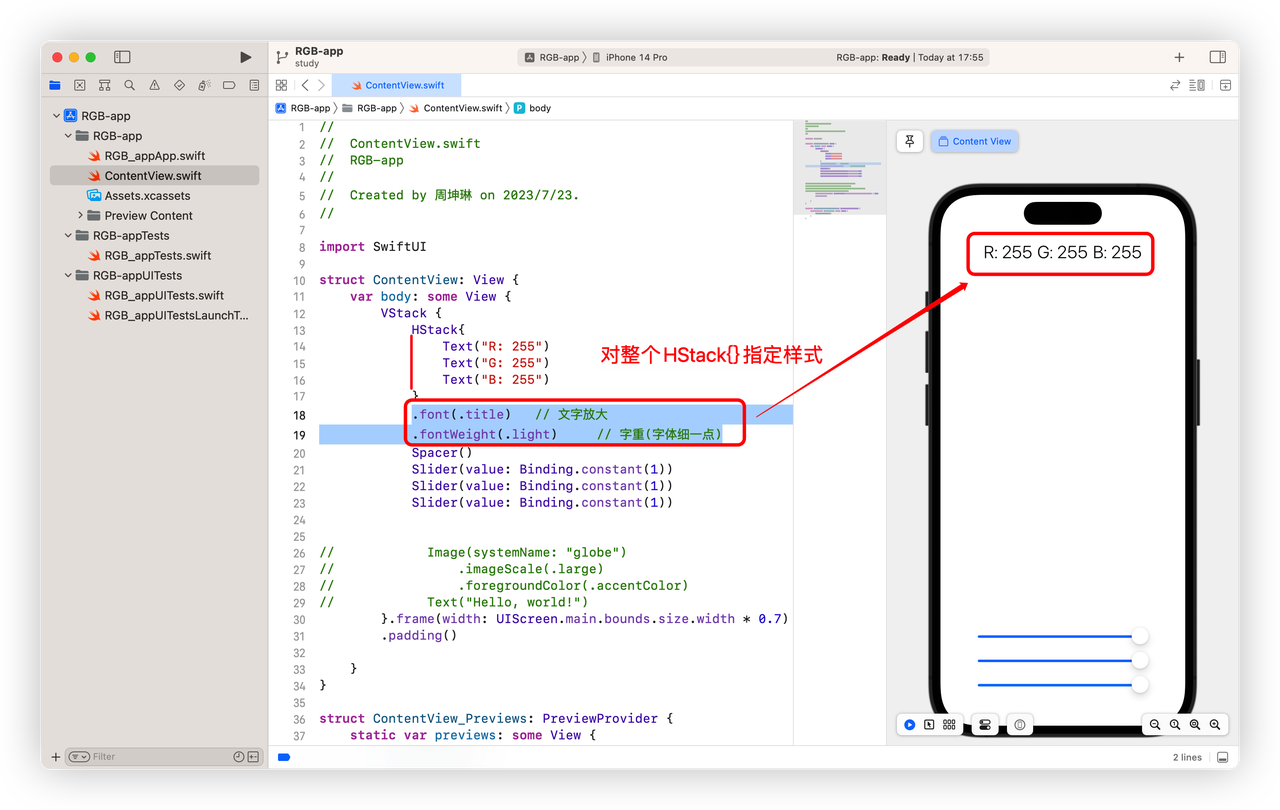 RGB-app
study
RGB-app
iPhone 14 Pro
RGB-app: Ready | Today at 17:55
ContentView.swift
RGB-app
RGB-app
ContentView.swift
body
RGB-app
RGB-app
RGB_appApp.swift
ContentView.swift
Assets.xcassets
Preview Content
RGB-appTests
RGB_appTests.swift
RGB-appUITests
RGB_appUITests.swift
RGB_appUITestsLaunchT...
Filter
1 //
2 //  ContentView.swift
3 //  RGB-app
4 //
5 //  Created by 周坤琳 on 2023/7/23.
6 //
7
8 import SwiftUI
9
10 struct ContentView: View {
11     var body: some View {
12         VStack {
13             HStack{
14                 Text("R: 255")
15                 Text("G: 255")
16                 Text("B: 255")
17             }
18             .font(.title)   // 文字放大
19             .fontWeight(.light)     // 字重(字体细一点)
20             Spacer()
21             Slider(value: Binding.constant(1))
22             Slider(value: Binding.constant(1))
23             Slider(value: Binding.constant(1))
24
25
26 //            Image(systemName: "globe")
27 //                .imageScale(.large)
28 //                .foregroundColor(.accentColor)
29 //            Text("Hello, world!")
30         }.frame(width: UIScreen.main.bounds.size.width * 0.7)
31         .padding()
32
33     }
34 }
35
36 struct ContentView_Previews: PreviewProvider {
37     static var previews: some View {
对整个HStack{}指定样式
Content View
R: 255 G: 255 B: 255
2 lines